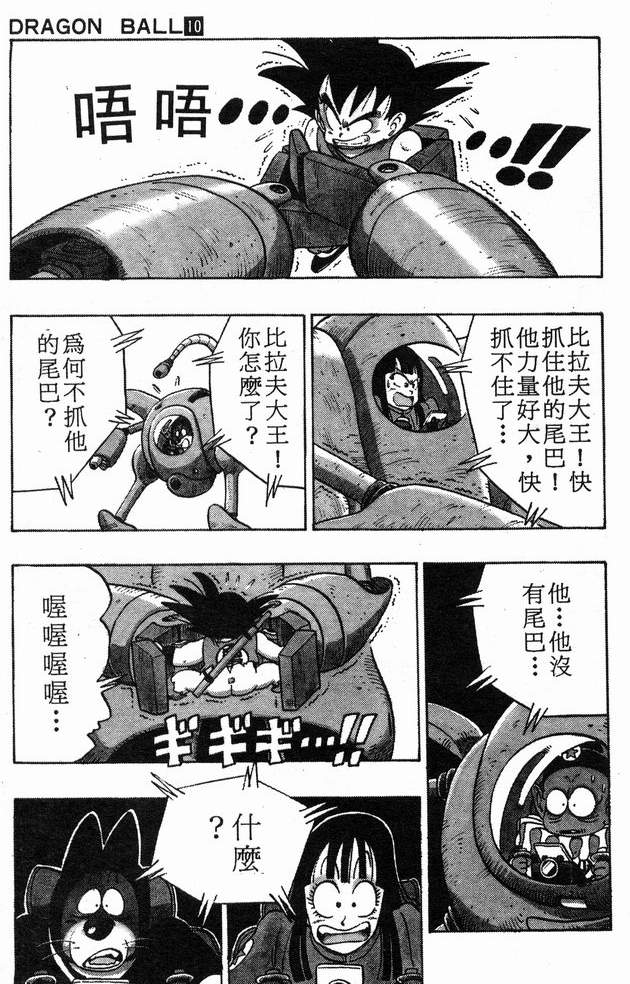 DRAGON BALL 10
唔唔…
…!!
比拉夫大王！快
抓住他的尾巴！
他力量好大，快
抓不住了…
比拉夫大王！
你怎麼了？
爲何不抓他
的尾巴？
他…他沒
有尾巴…
喔喔喔喔…
ギギギ…!!
什麼
？